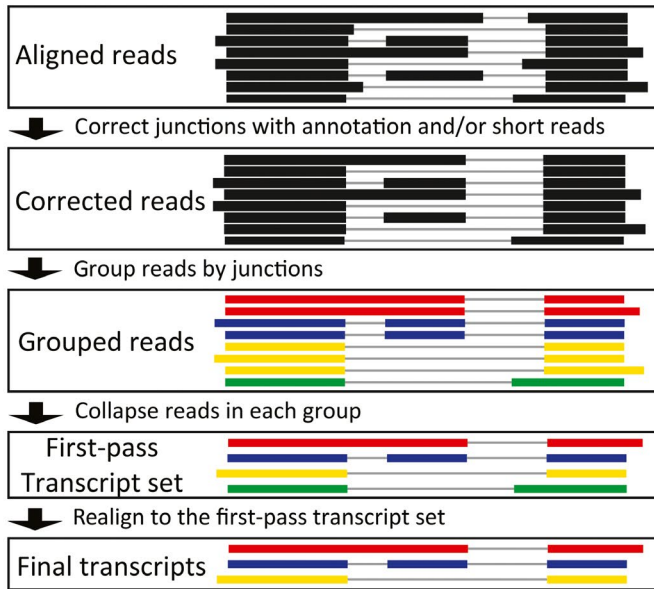 Aligned reads
Correct junctions with annotation and/or short reads
Corrected reads
Group reads by junctions
Grouped reads
Collapse reads in each group
First-pass
Transcript set
Realign to the first-pass transcript set
Final transcripts